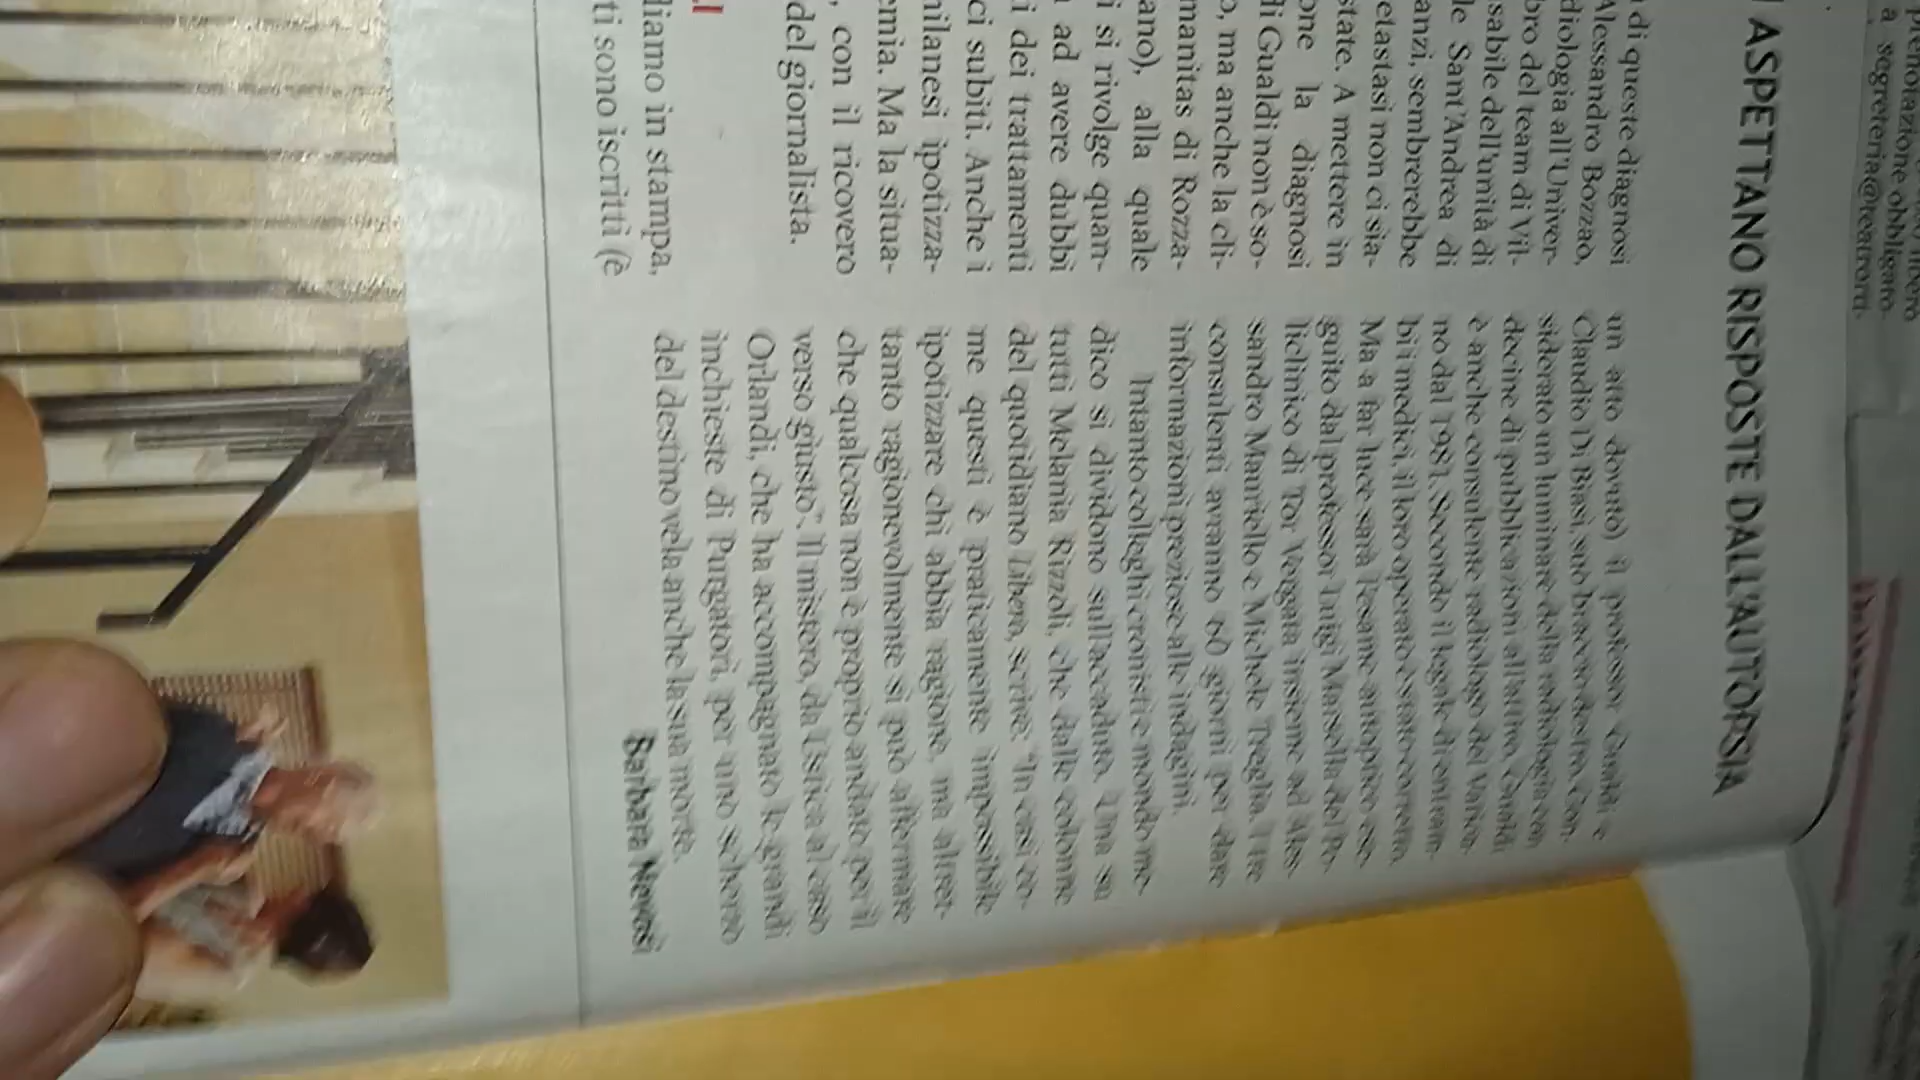 prenotazione obbligato-
a segreteria@teatroro-
I ASPETTANO RISPOSTE DALL'AUTOPSIA
di queste diagnosi
Alessandro Bozzao,
diologia all'Univer-
bro del team di Vil-
sabile dell'unità di
le Sant'Andrea di
anzi, sembrerebbe
etastasi non ci sia-
state. A mettere in
one la diagnosi
di Gualdi non è so-
o, ma anche la cli-
manitas di Rozza-
ano), alla quale
i si rivolge quan-
ad avere dubbi
i dei trattamenti
ci subiti. Anche i
milanesi ipotizza-
emia. Ma la situa-
, con il ricovero
del giornalista.
diamo in stampa,
ti sono iscritti (è
un atto dovuto) il professor Gualdi e
Claudio Di Biasi, suo braccio destro. Con-
siderato un luminare della radiologia con
decine di pubblicazioni all'attivo, Gualdi
è anche consulente radiologo del Vatica-
no dal 1981. Secondo il legale di entram-
bi i medici, il loro operato è stato corretto.
Ma a far luce sarà l'esame autoptico ese-
guito dal professor Luigi Marsella del Po-
liclinico di Tor Vergata insieme ad Ales-
sandro Mauriello e Michele Treglia. I tre
consulenti avranno 60 giorni per dare
informazioni preziose alle indagini.
Intanto colleghi cronisti e mondo me-
dico si dividono sull'accaduto. Una su
tutti Melania Rizzoli, che dalle colonne
del quotidiano Libero, scrive: "In casi co-
me questi è praticamente impossibile
ipotizzare chi abbia ragione, ma altret-
tanto ragionevolmente si può affermare
che qualcosa non è proprio andato per il
verso giusto". Il mistero, da Ustica al caso
Orlandi, che ha accompagnato le grandi
inchieste di Purgatori, per uno scherzo
del destino vela anche la sua morte.
Barbara Nevosi